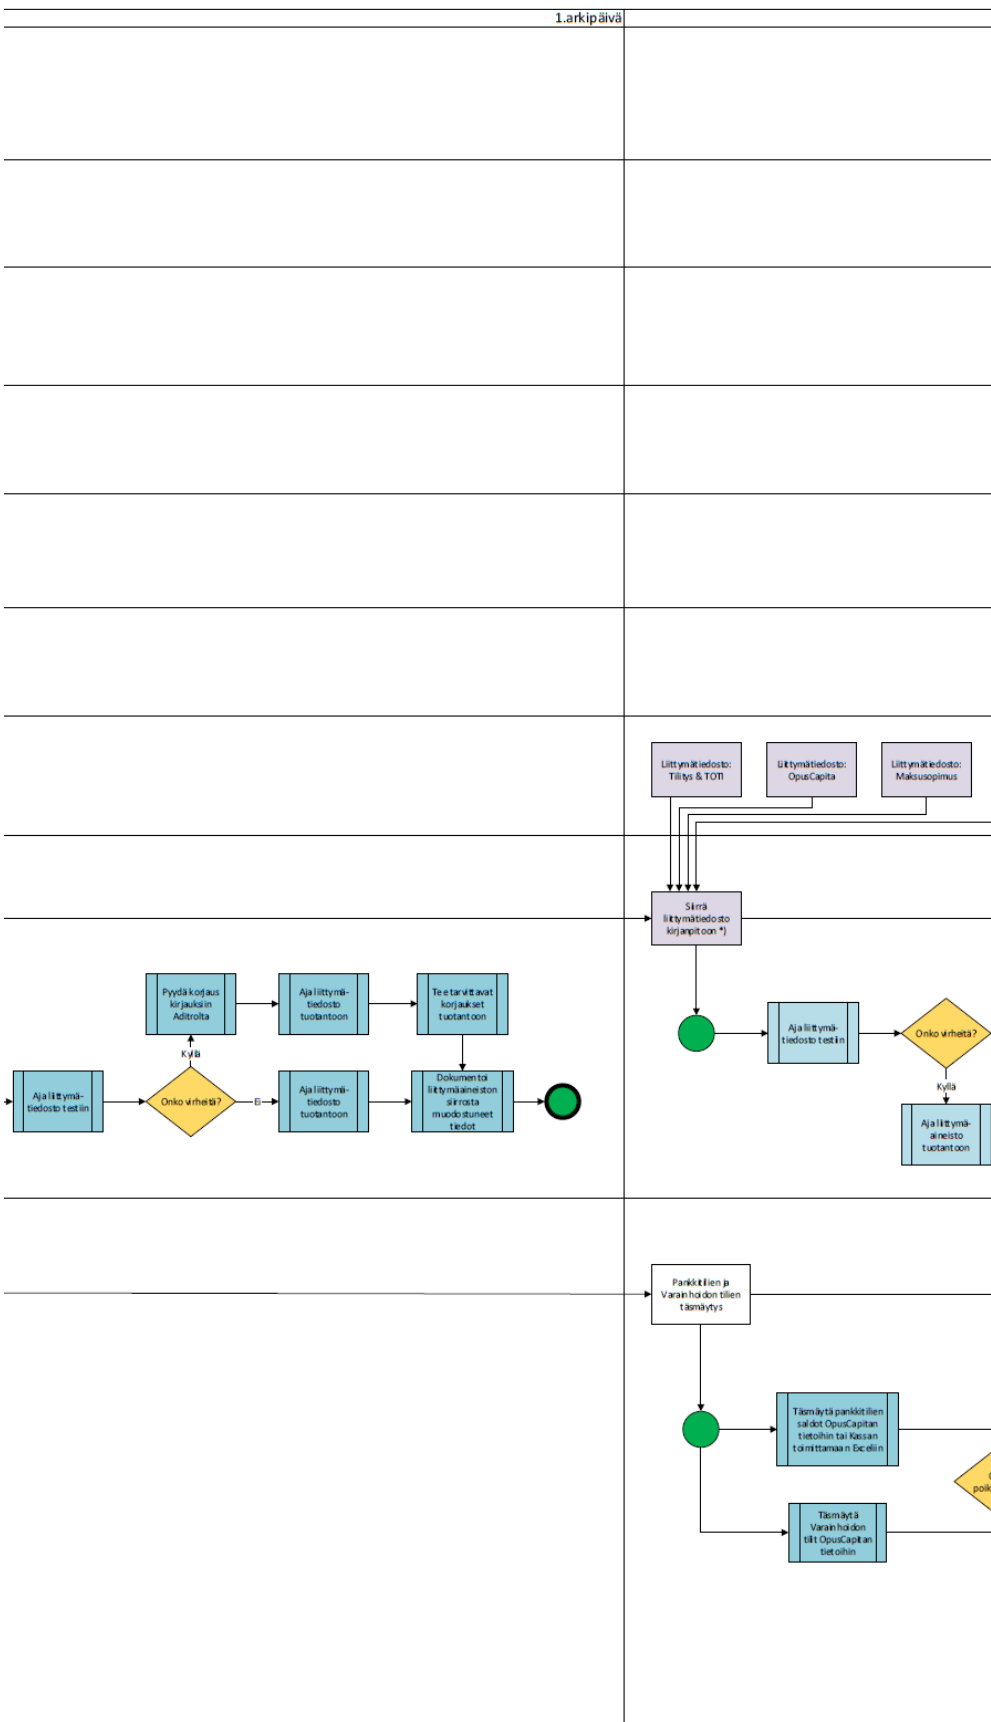 1.arkipäivä
Liittymätiedosto:
Tilitys & TOTI
Liittymätiedosto:
OpusCapita
Liittymätiedosto:
Maksusopimus
Siirrä
liittymätiedosto
kirjanpitoon *)
Pyydä korjaus
kirjauksiin
Aditrolta
Aja liittymä-
tiedosto
tuotantoon
Tee tarvittavat
korjaukset
tuotantoon
Kyllä
Aja liittymä-
tiedosto testiin
Onko virheitä?
Ei
Aja liittymä-
tiedosto
tuotantoon
Dokumentoi
liittymäaineiston
siirrosta
muodostuneet
tiedot
Aja liittymä-
tiedosto testiin
Onko virheitä?
Kyllä
Aja liittymä-
aineisto
tuotantoon
Pankkitilien ja
Varainhoidon tilien
täsmäytys
Täsmäytä pankkitilien
saldot OpusCapitan
tietoihin tai Kassan
toimittamaan Exceliin
Täsmäytä
Varainhoidon
tilit OpusCapitan
tietoihin